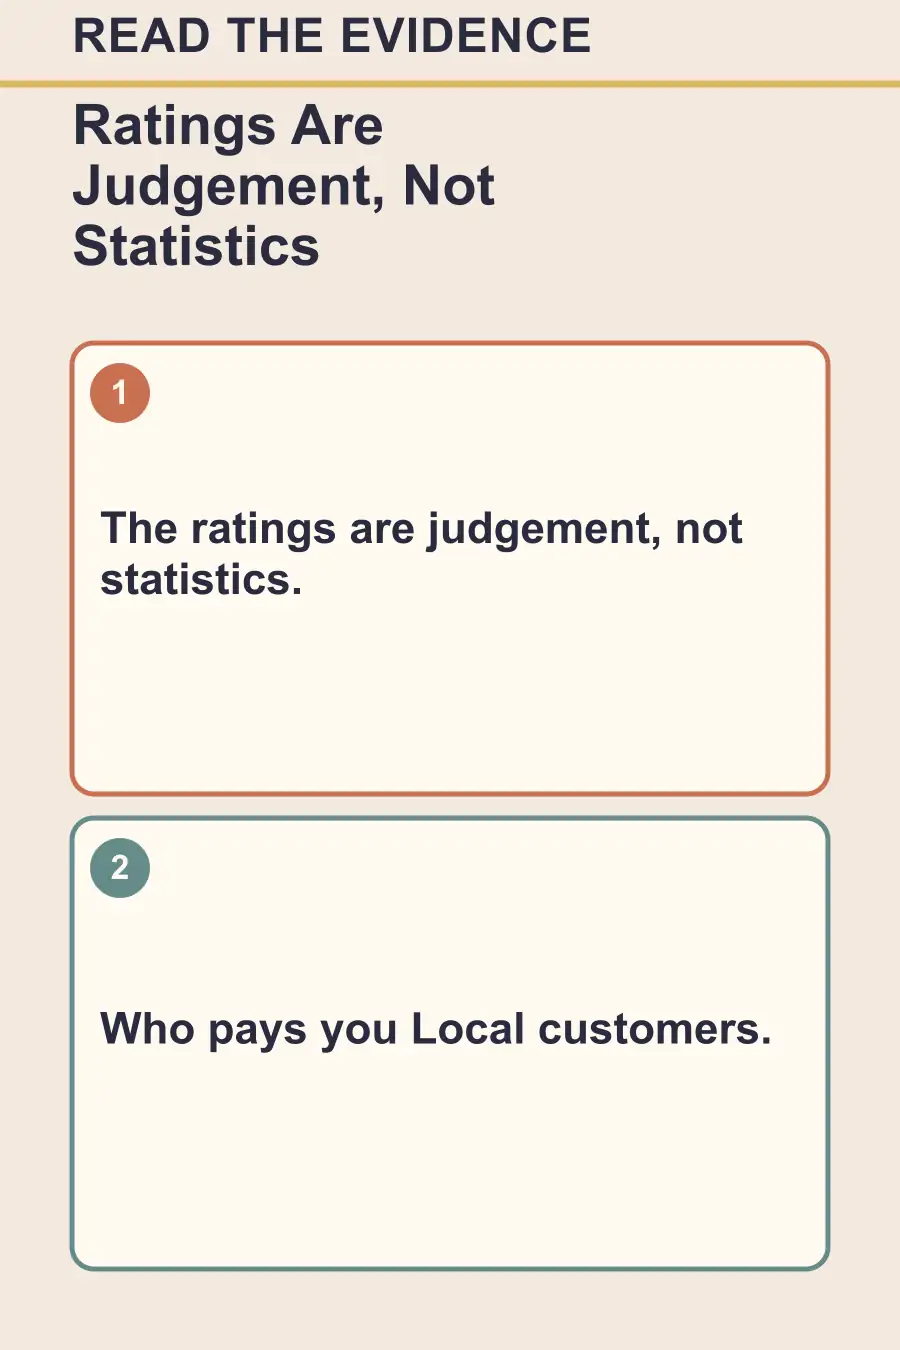 READ THE EVIDENCE
Ratings Are
Judgement, Not
Statistics
1
The ratings are judgement, not
statistics.
2
Who pays you Local customers.